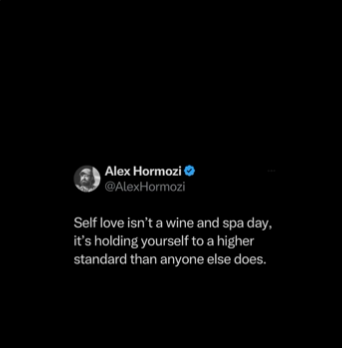 Alex Hormozi
@AlexHormozi
Self love isn't a wine and spa day,
it's holding yourself to a higher
standard than anyone else does.